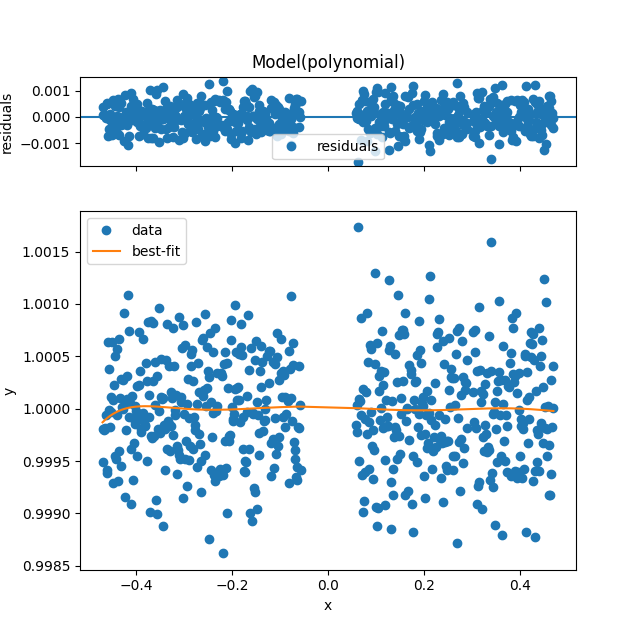 Model(polynomial)
0.001
0.000
−0.001
residuals
residuals
data
best-fit
1.0015
1.0010
1.0005
1.0000
0.9995
0.9990
0.9985
y
−0.4 −0.2 0.0 0.2 0.4
x